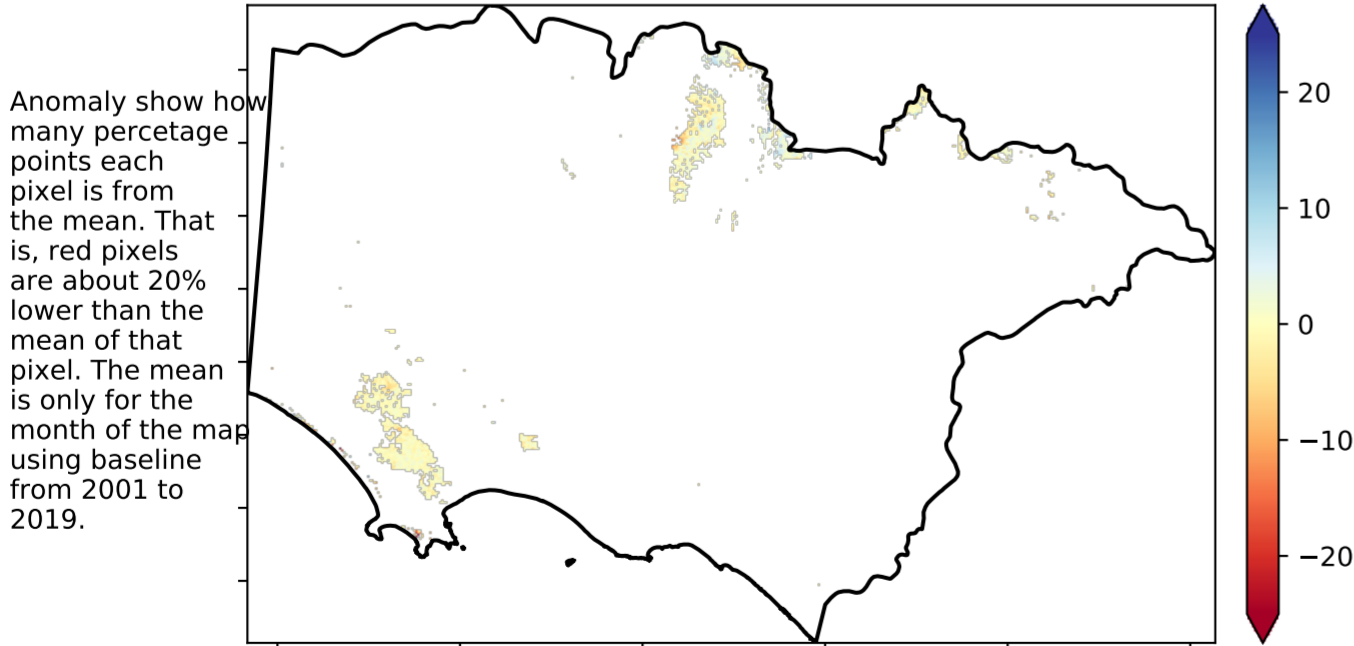 Anomaly show how
many percetage
points each
pixel is from
the mean. That
is, red pixels
are about 20%
lower than the
mean of that
pixel. The mean
is only for the
month of the map
using baseline
from 2001 to
2019.
20
10
0
−10
−20